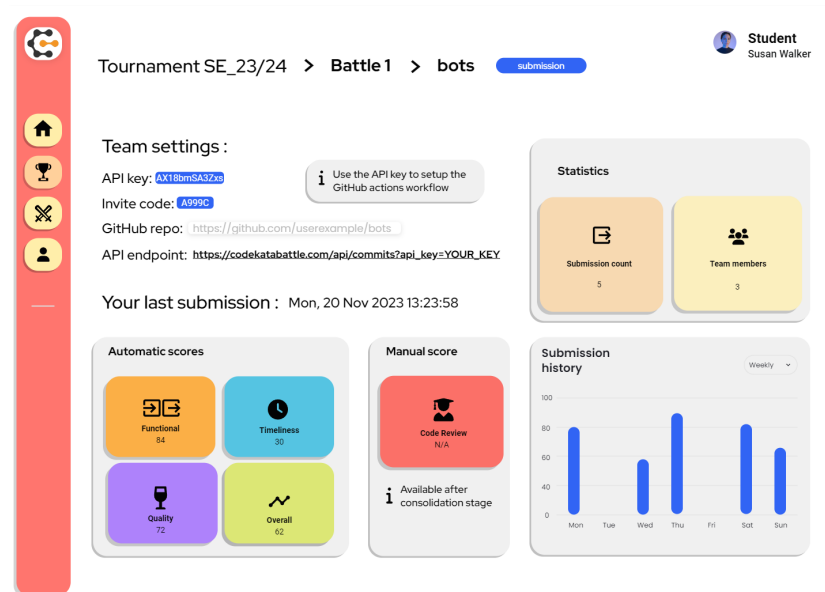 Student
Susan Walker
Tournament SE_23/24 > Battle 1 > bots submission
Team settings :
API key: AX18bmSA3Zxs
Invite code: A999C
GitHub repo: https://github.com/userexample/bots
API endpoint: https://codekatabattle.com/api/commits?api_key=YOUR_KEY
i Use the API key to setup the
GitHub actions workflow
Your last submission : Mon, 20 Nov 2023 13:23:58
Statistics
Submission count
5
Team members
3
Automatic scores
Functional
84
Timeliness
30
Quality
72
Overall
62
Manual score
Code Review
N/A
i Available after
consolidation stage
Submission
history
Weekly
100
80
60
40
0
Mon Tue Wed Thu Fri Sat Sun